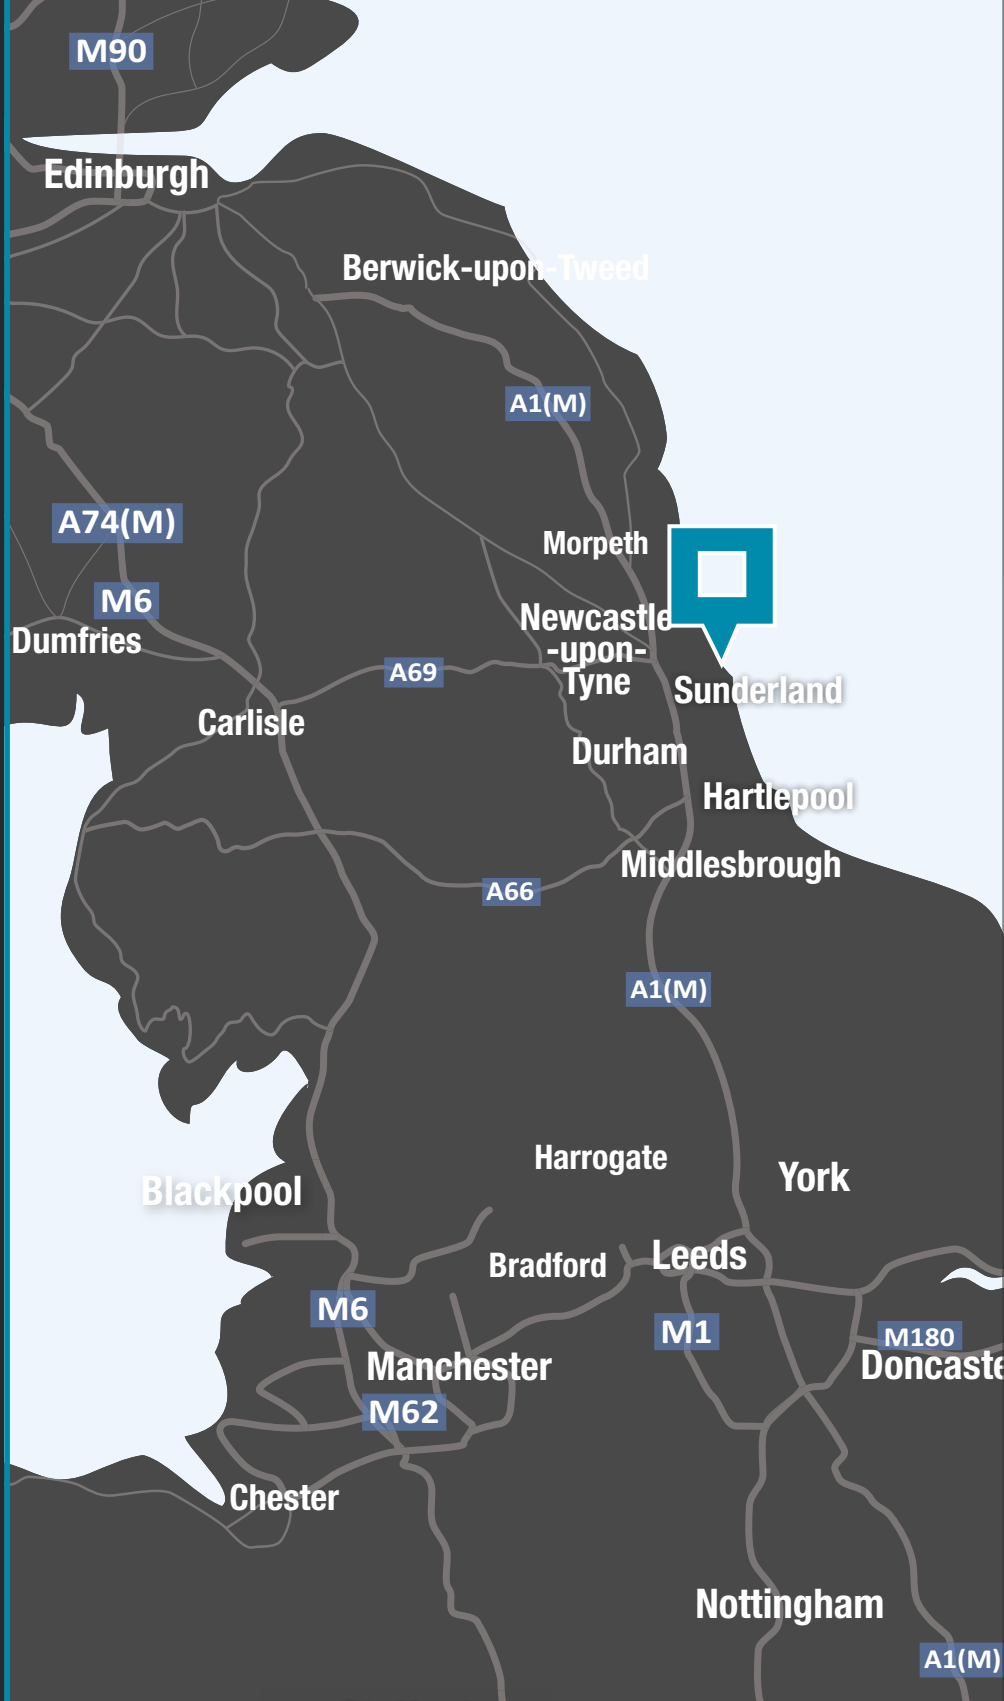 M90
Edinburgh
Berwick-upon-Tweed
A1(M)
A74(M)
Morpeth
M6
Newcastle
-upon-
Tyne
Dumfries
A69
Sunderland
Carlisle
Durham
Hartlepool
Middlesbrough
A66
A1(M)
Harrogate
York
Blackpool
Leeds
Bradford
M6
M1
M180
Manchester
Doncaste
M62
Chester
Nottingham
A1(M)